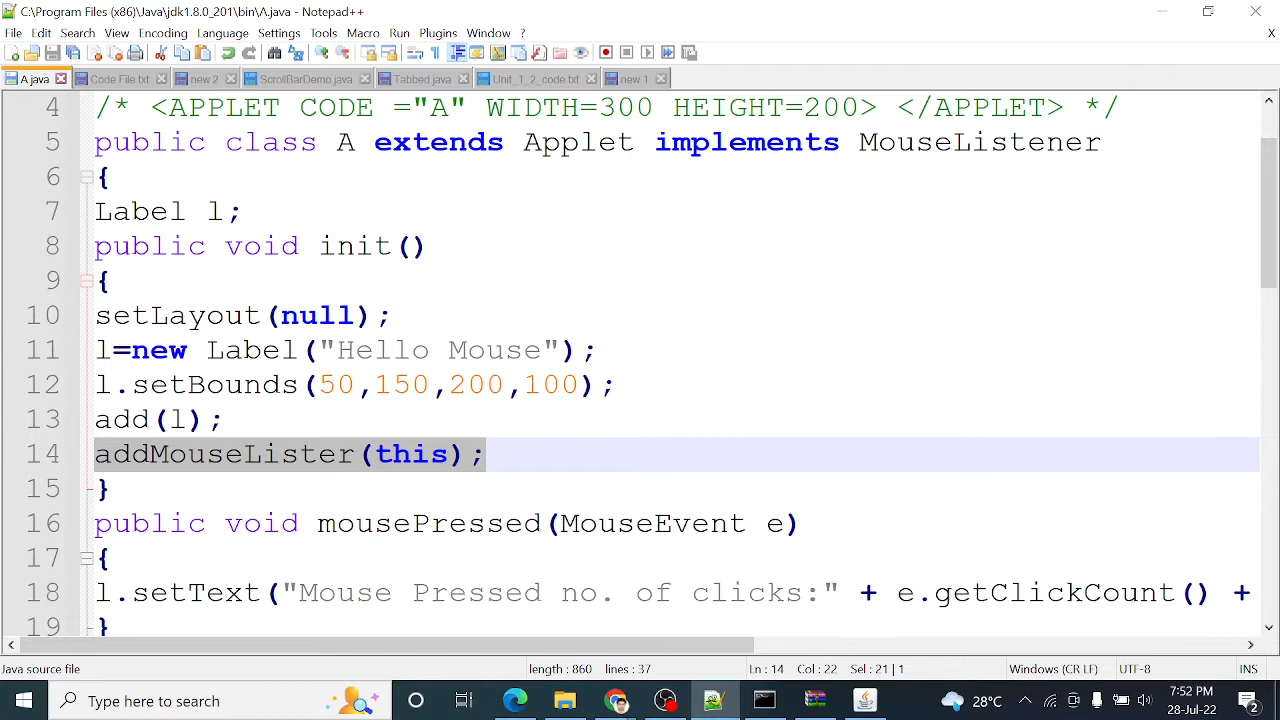 C:\Program Files (x86)\Java\jdk1.8.0_201\bin\A.java - Notepad++
File Edit Search View Encoding Language Settings Tools Macro Run Plugins Window ? X
A.java Code File.txt new 2 ScrollBarDemo.java Tabbed.java Unit_1_2_code.txt new 1
4 /* <APPLET CODE ="A" WIDTH=300 HEIGHT=200> </APPLET> */
5 public class A extends Applet implements MouseListener
6 {
7 Label l;
8 public void init()
9 {
10 setLayout(null);
11 l=new Label("Hello Mouse");
12 l.setBounds(50,150,200,100);
13 add(l);
14 addMouseLister(this);
15 }
16 public void mousePressed(MouseEvent e)
17 {
18 l.setText("Mouse Pressed no. of clicks:" + e.getClickCount() +
19 }
Java source file length : 860 lines : 37 Ln : 14 Col : 22 Sel : 21 | 1 Windows (CR LF) UTF-8 INS
Type here to search 28°C 7:52 PM
28-Jul-22 2